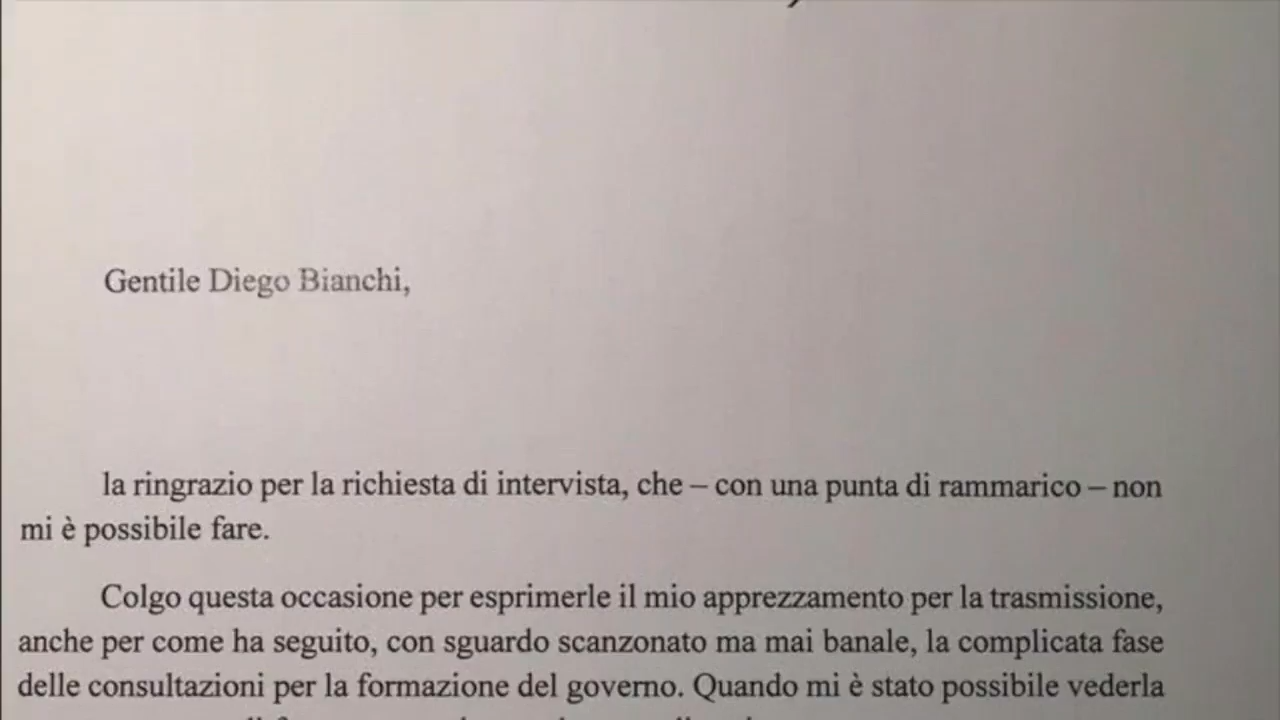 Gentile Diego Bianchi,
la ringrazio per la richiesta di intervista, che – con una punta di rammarico – non
mi è possibile fare.
Colgo questa occasione per esprimerle il mio apprezzamento per la trasmissione,
anche per come ha seguito, con sguardo scanzonato ma mai banale, la complicata fase
delle consultazioni per la formazione del governo. Quando mi è stato possibile vederla